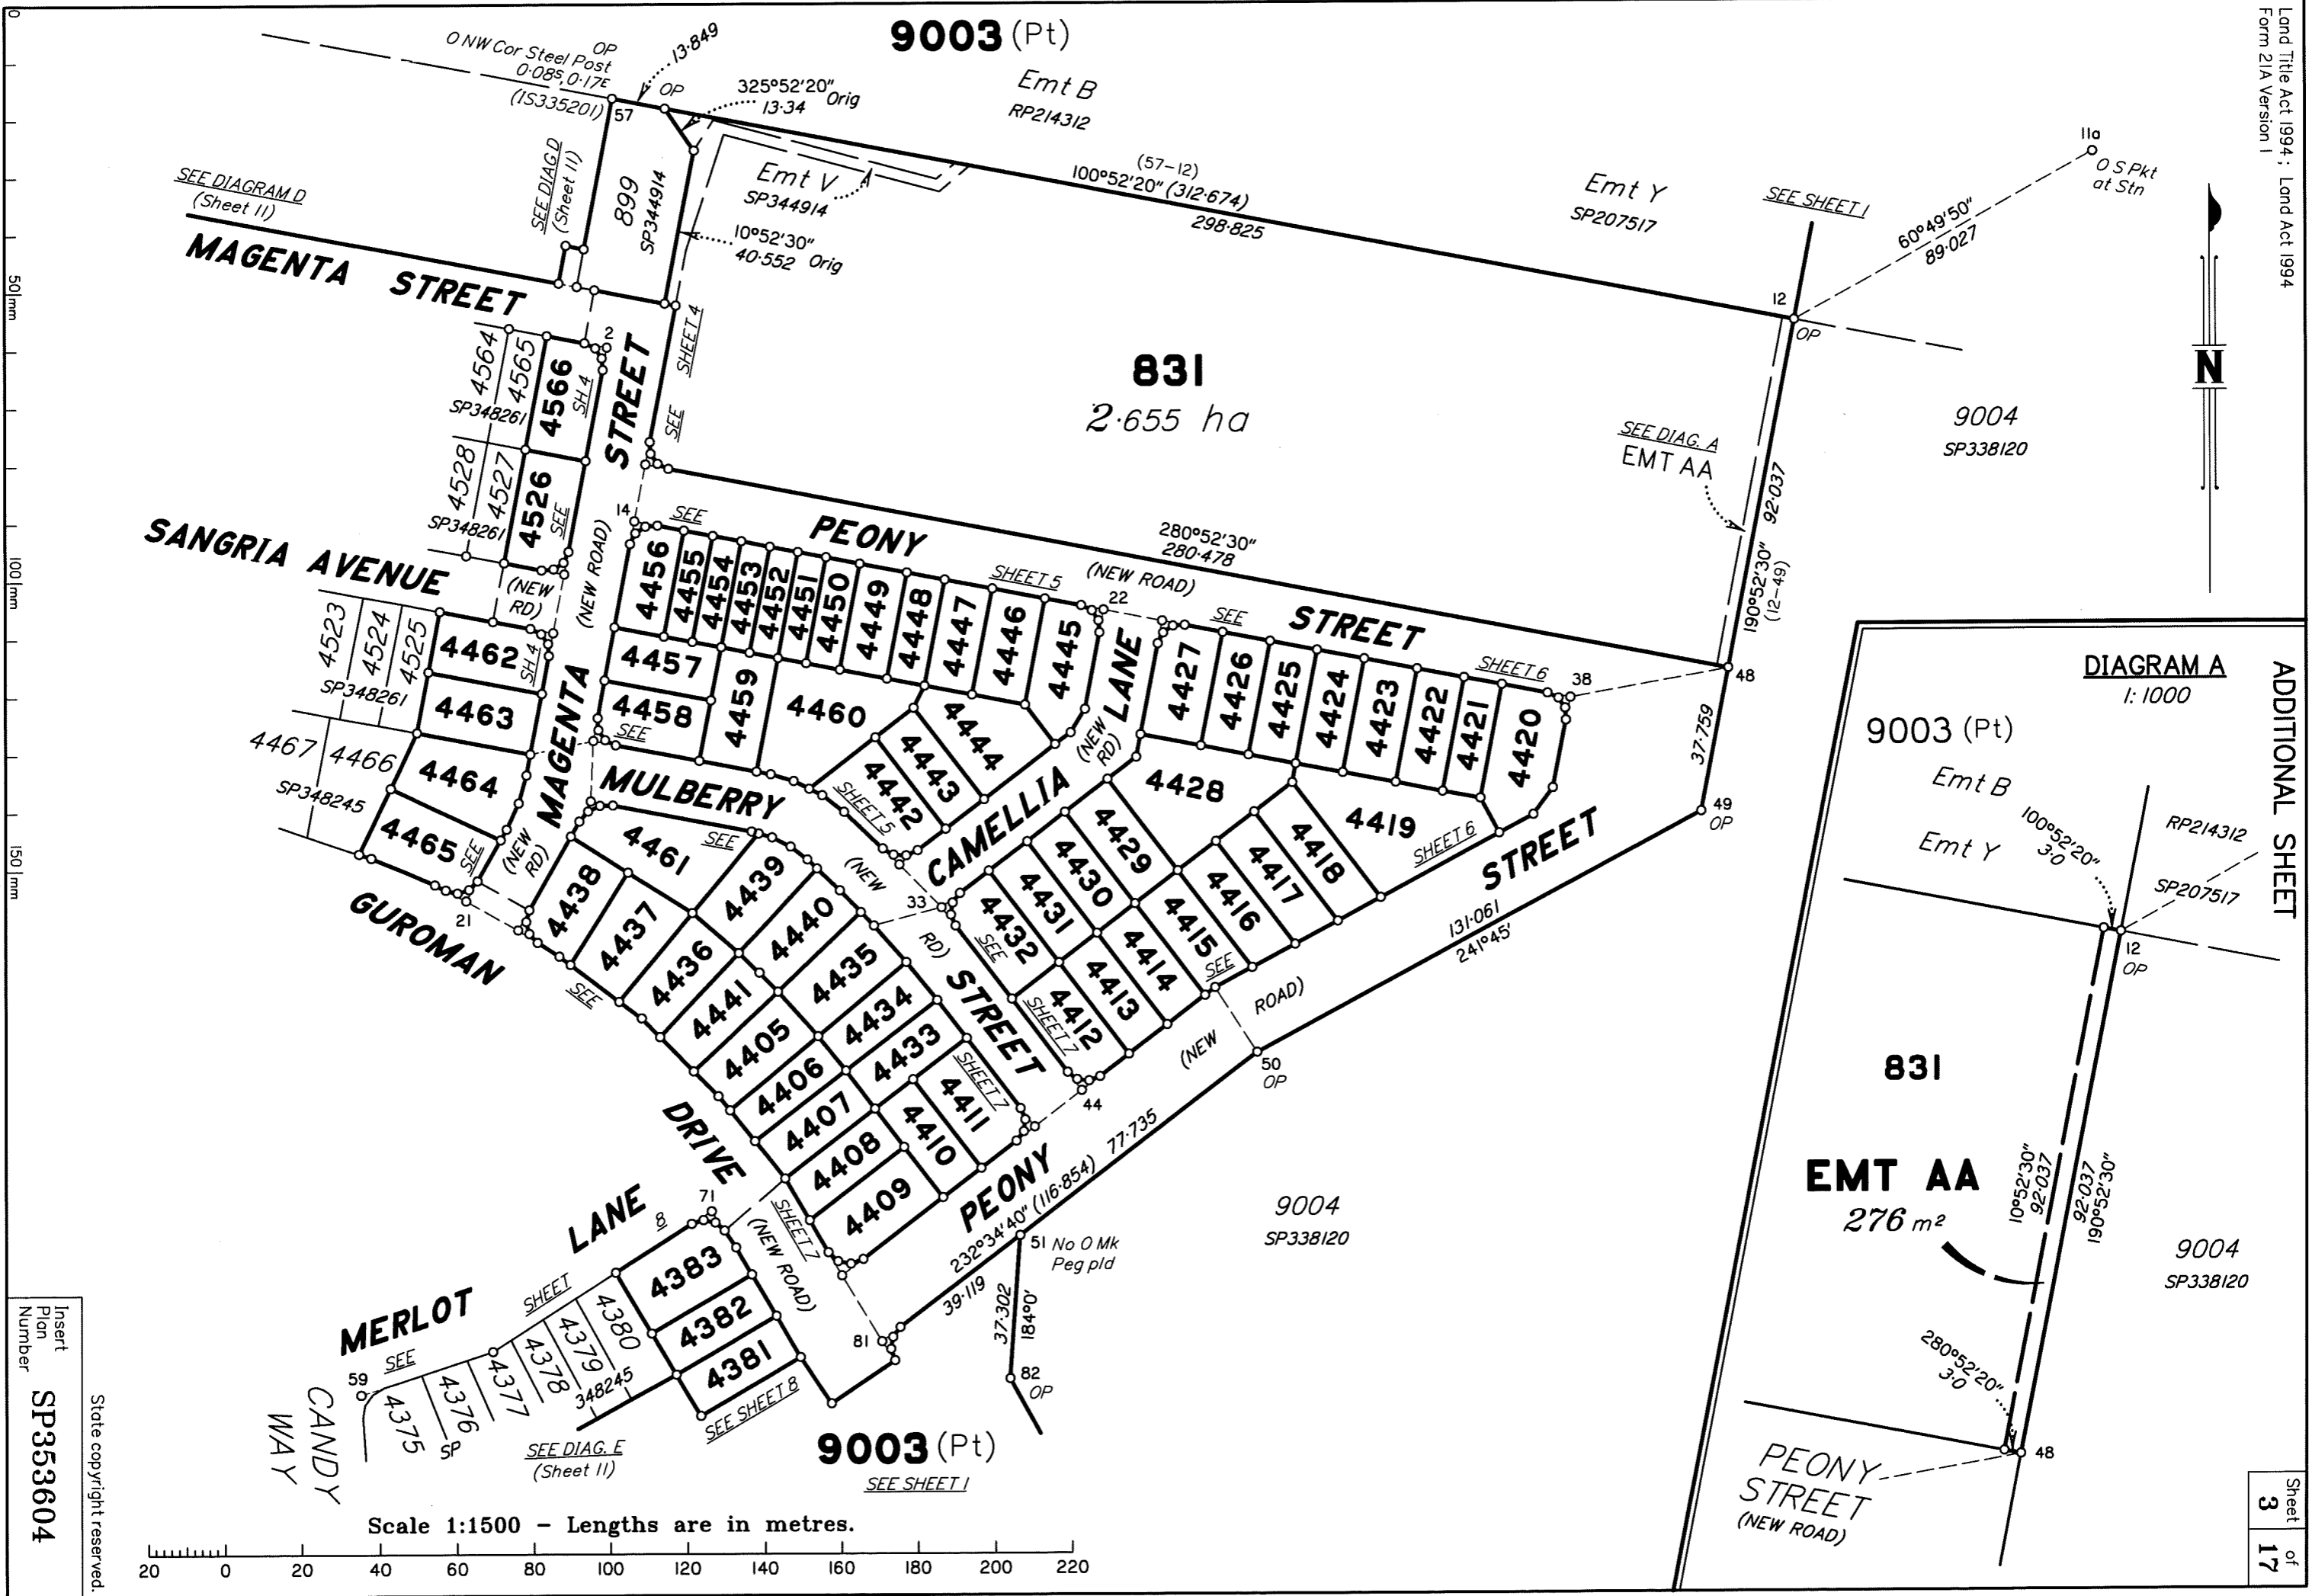 Land Title Act 1994 ; Land Act 1994
Form 21A Version 1
0
50mm
100mm
150mm
9003 (Pt)
Emt B
RP214312
O NW Cor Steel Post
OP
0·08S, 0·17E
(IS335201)
13·849
OP
57
325°52'20"
13·34 Orig
Emt V
SP344914
(57-12)
100°52'20" (312·674)
298·825
Emt Y
SP207517
SEE SHEET 1
11a
O S Pkt
at Stn
60°49'50"
89·027
N
SEE DIAGRAM D
(Sheet 11)
SEE DIAG D
(Sheet 11)
899
SP344914
10°52'30"
40·552 Orig
MAGENTA STREET
12
OP
831
2·655 ha
9004
SP338120
SEE DIAG. A
EMT AA
92·037
190°52'30"
(12-49)
SEE SHEET 4
2
4564
4565
4566
SP348261
SH 4
STREET
4528
4527
4526
SP348261
SEE
14
SEE
PEONY
280°52'30"
280·478
(NEW ROAD)
STREET
SANGRIA AVENUE
(NEW
RD)
(NEW ROAD)
4456
4455
4454
4453
4452
4451
4450
4449
4448
4447
4446
4445
SHEET 5
22
SEE
4427
4426
4425
4424
4423
4422
4421
4420
SHEET 6
38
48
4523
4524
4525
SP348261
4462
SH 4
4463
4464
4465
SEE
4467
4466
SP348245
MAGENTA
(NEW
RD)
4457
4458
SEE
4459
4460
LANE
(NEW
RD)
CAMELLIA
4444
4443
4442
SHEET 5
4428
4419
SHEET 6
37·759
49
OP
MULBERRY
4461
SEE
(NEW
RD)
STREET
33
4429
4430
4431
4432
SEE
4418
4417
4416
4415
SEE
4414
4413
4412
SHEET 7
STREET
131·061
241°45'
21
GUROMAN
4438
4437
4436
4439
4440
4441
SEE
4435
4434
4433
4405
4406
4407
4408
4409
4410
4411
SHEET 7
44
(NEW
ROAD)
50
OP
DRIVE
(NEW ROAD)
SHEET 7
PEONY
77·735
232°34'40" (116·854)
39·119
51 No O Mk
Peg pld
37·302
184°0'
82
OP
9004
SP338120
MERLOT
LANE
SEE
SHEET
8
71
4383
4382
4381
SEE SHEET 8
81
59
4375
4376
4377
4378
4379
4380
SP
348245
CANDY
WAY
SEE DIAG. E
(Sheet 11)
9003 (Pt)
SEE SHEET 1
Scale 1:1500 – Lengths are in metres.
20 0 20 40 60 80 100 120 140 160 180 200 220
ADDITIONAL SHEET
DIAGRAM A
1: 1000
9003 (Pt)
Emt B
Emt Y
100°52'20"
3·0
RP214312
SP207517
12
OP
831
EMT AA
276 m²
10°52'30"
92·037
92·037
190°52'30"
9004
SP338120
280°52'20"
3·0
48
PEONY
STREET
(NEW ROAD)
Sheet
3
of
17
Insert
Plan
Number
SP353604
State copyright reserved.